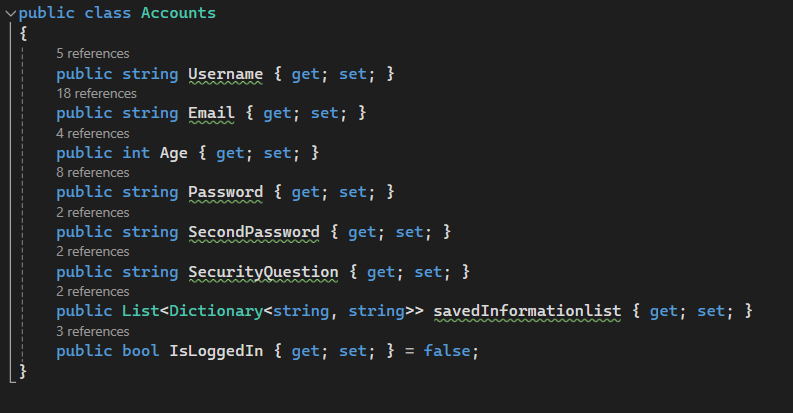 public class Accounts
{
5 references
public string Username { get; set; }
18 references
public string Email { get; set; }
4 references
public int Age { get; set; }
8 references
public string Password { get; set; }
2 references
public string SecondPassword { get; set; }
2 references
public string SecurityQuestion { get; set; }
2 references
public List<Dictionary<string, string>> savedInformationlist { get; set; }
3 references
public bool IsLoggedIn { get; set; } = false;
}